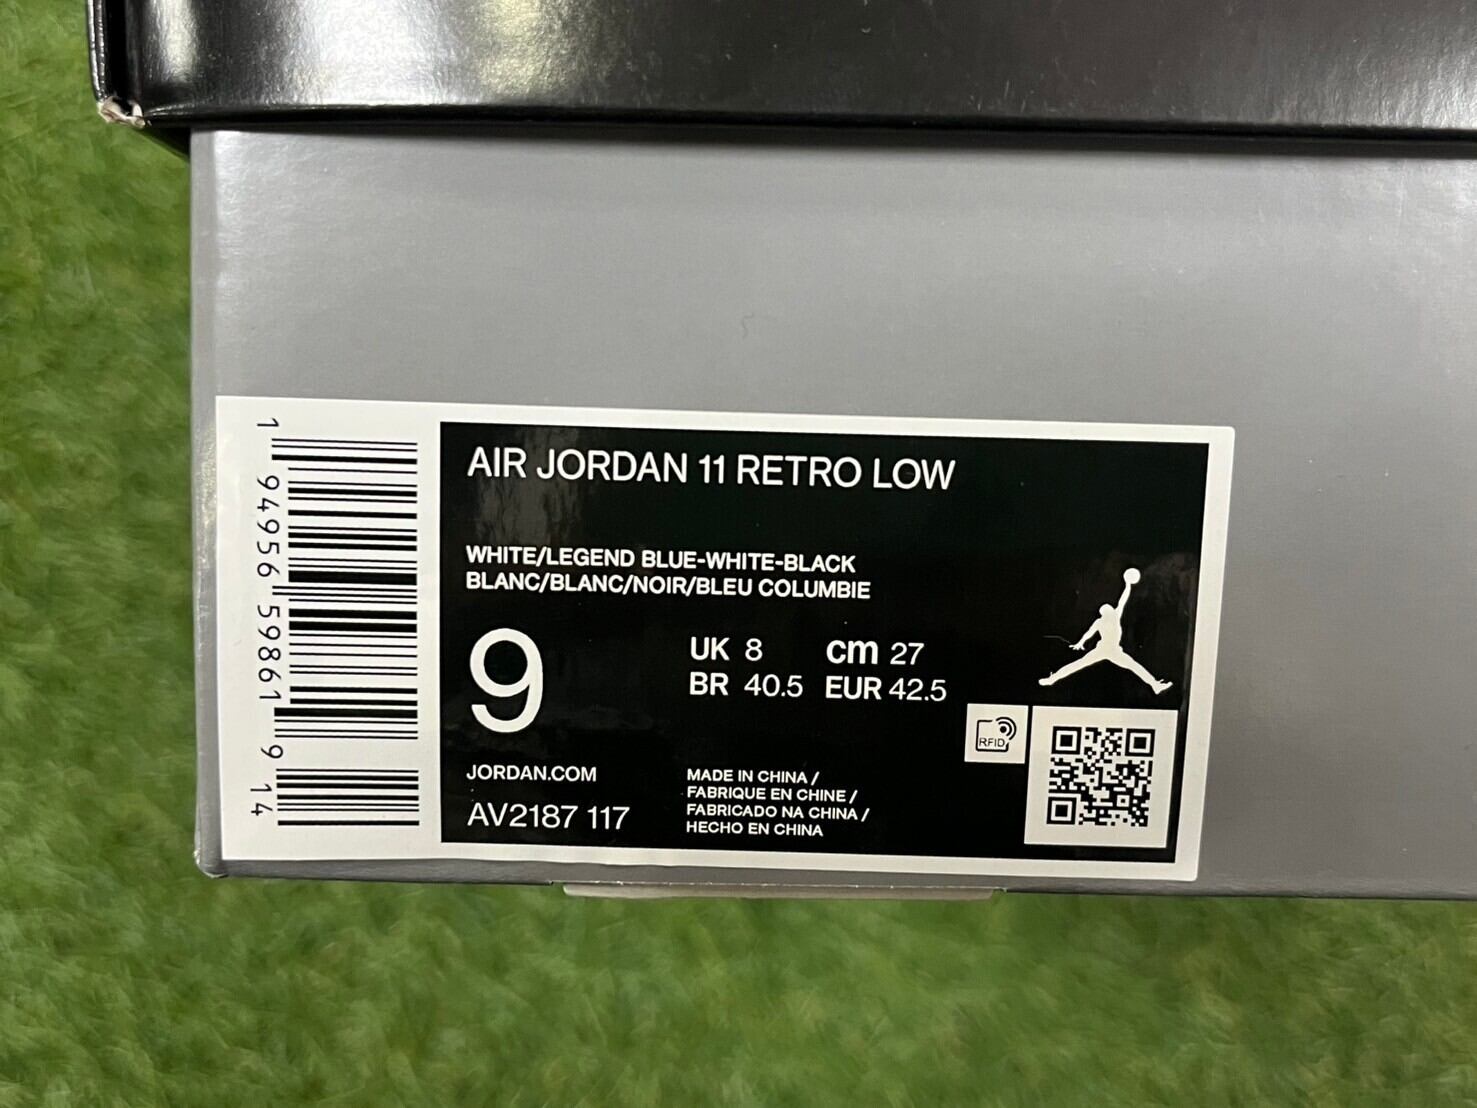 AIR JORDAN 11 RETRO LOW
WHITE/LEGEND BLUE-WHITE-BLACK
BLANC/BLANC/NOIR/BLEU COLUMBIE
9
UK 8 cm 27
BR 40.5 EUR 42.5
RFID
JORDAN.COM
AV2187 117
MADE IN CHINA /
FABRIQUE EN CHINE /
FABRICADO NA CHINA /
HECHO EN CHINA
1 94956 59861 9 14